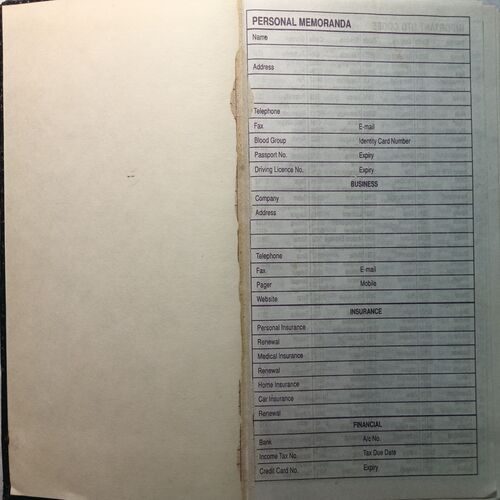 PERSONAL MEMORANDA
Name
Address
Telephone
Fax E-mail
Blood Group Identity Card Number
Passport No. Expiry
Driving Licence No. Expiry
BUSINESS
Company
Address
Telephone
Fax E-mail
Pager Mobile
Website
INSURANCE
Personal Insurance
Renewal
Medical Insurance
Renewal
Home Insurance
Car Insurance
Renewal
FINANCIAL
Bank A/c No.
Income Tax No. Tax Due Date
Credit Card No. Expiry